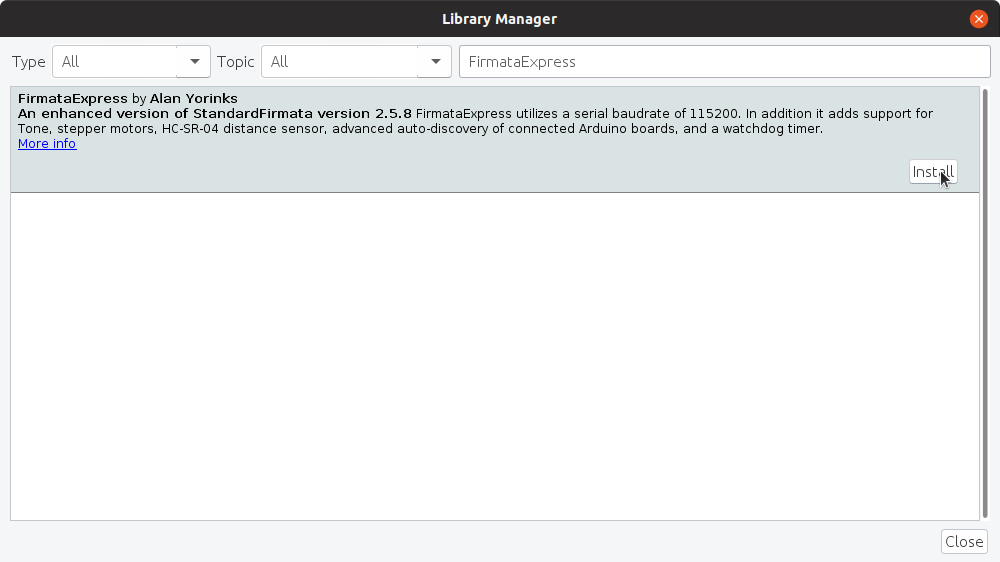 Library Manager
Type All Topic All FirmataExpress
FirmataExpress by Alan Yorinks
An enhanced version of StandardFirmata version 2.5.8 FirmataExpress utilizes a serial baudrate of 115200. In addition it adds support for
Tone, stepper motors, HC-SR-04 distance sensor, advanced auto-discovery of connected Arduino boards, and a watchdog timer.
More info
Install
Close